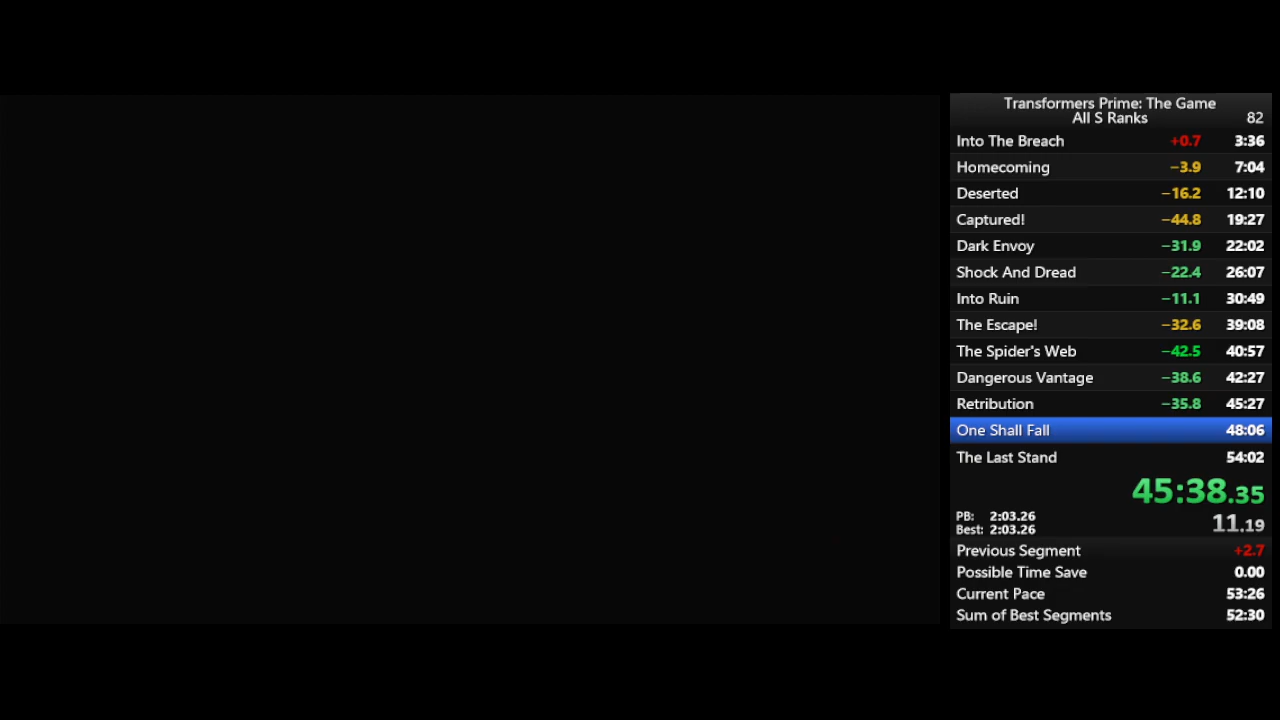 Transformers Prime: The Game
All S Ranks 82
Into The Breach +0.7 3:36
Homecoming −3.9 7:04
Deserted −16.2 12:10
Captured! −44.8 19:27
Dark Envoy −31.9 22:02
Shock And Dread −22.4 26:07
Into Ruin −11.1 30:49
The Escape! −32.6 39:08
The Spider's Web −42.5 40:57
Dangerous Vantage −38.6 42:27
Retribution −35.8 45:27
One Shall Fall 48:06
The Last Stand 54:02
45:38.35
PB: 2:03.26
Best: 2:03.26
11.19
Previous Segment +2.7
Possible Time Save 0.00
Current Pace 53:26
Sum of Best Segments 52:30